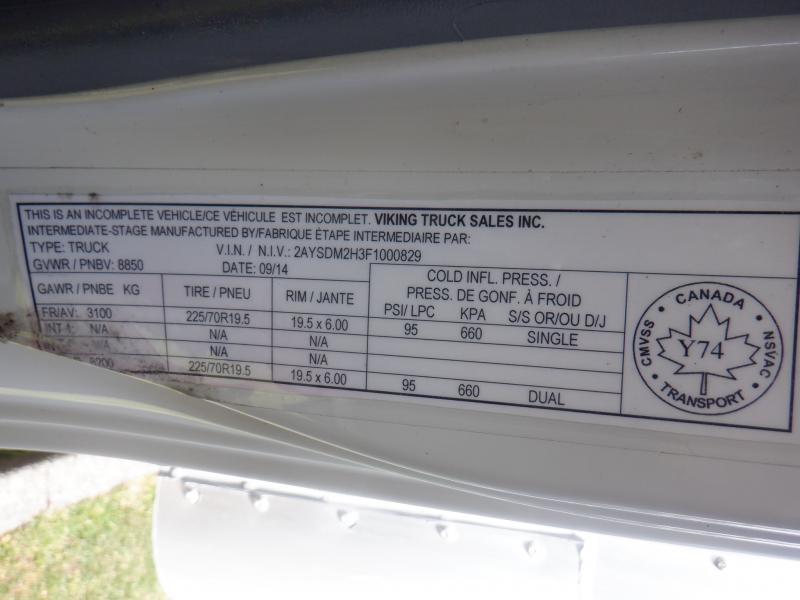 THIS IS AN INCOMPLETE VEHICLE/CE VÉHICULE EST INCOMPLET. VIKING TRUCK SALES INC.
INTERMEDIATE-STAGE MANUFACTURED BY/FABRIQUE ÉTAPE INTERMEDIAIRE PAR:
TYPE: TRUCK V.I.N. / N.I.V.: 2AYSDM2H3F1000829
GVWR / PNBV: 8850 DATE: 09/14
COLD INFL. PRESS. /
PRESS. DE GONF. À FROID
GAWR / PNBE KG TIRE / PNEU RIM / JANTE PSI/ LPC KPA S/S OR/OU D/J
FR/AV: 3100 225/70R19.5 19.5 x 6.00 95 660 SINGLE
INT 1: N/A N/A N/A
N/A N/A N/A
6200 225/70R19.5 19.5 x 6.00 95 660 DUAL
CANADA
CMVSS Y74 NSVAC
TRANSPORT